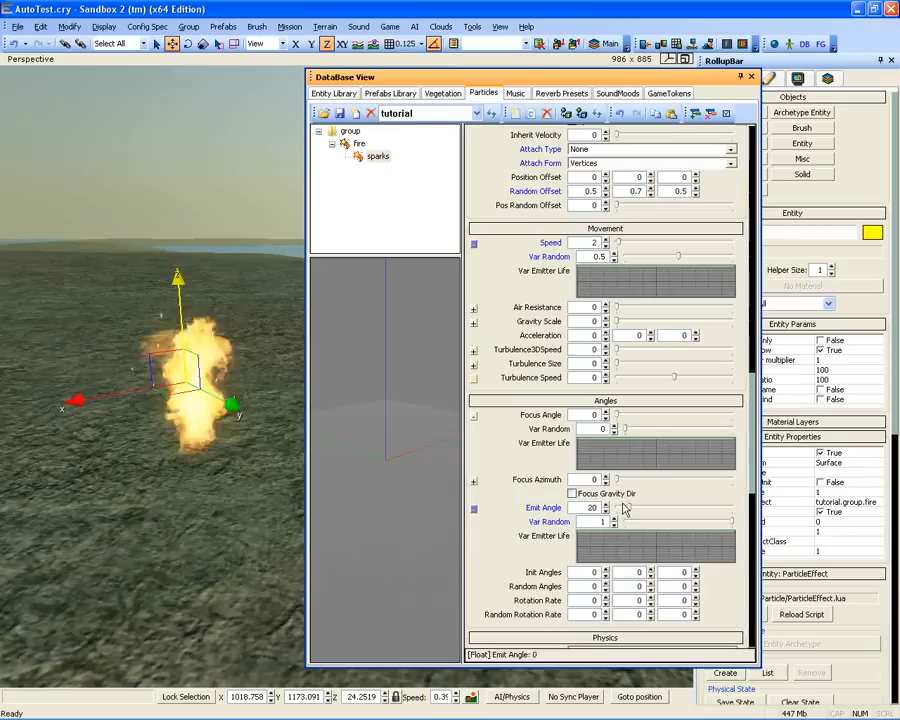 AutoTest.cry - Sandbox 2 (tm) (x64 Edition)
File Edit Modify Display Config Spec Group Prefabs Brush Mission Terrain Sound Game AI Clouds Tools View Help
Select All View X Y Z XY 0.125 Main DB FG
Perspective 986 x 885 RollupBar
DataBase View
Entity Library Prefabs Library Vegetation Particles Music Reverb Presets SoundMoods GameTokens
tutorial
group
fire
sparks
Inherit Velocity 0
Attach Type None
Attach Form Vertices
Position Offset 0 0 0
Random Offset 0.5 0.7 0.5
Pos Random Offset 0
Movement
Speed 2
Var Random 0.5
Var Emitter Life
Air Resistance 0
Gravity Scale 0
Acceleration 0 0 0
Turbulence3DSpeed 0
Turbulence Size 0
Turbulence Speed 0
Angles
Focus Angle 0
Var Random 0
Var Emitter Life
Focus Azimuth 0
Focus Gravity Dir
Emit Angle 20
Var Random 1
Var Emitter Life
Init Angles 0 0 0
Random Angles 0 0 0
Rotation Rate 0 0 0
Random Rotation Rate 0 0 0
Physics
[Float] Emit Angle: 0
z
x
y
Objects
Archetype Entity
Brush
Entity
Misc
Solid
Entity
Helper Size: 1
No Material
Entity Params
False
True
multiplier 1
100
100
False
False
Material Layers
Entity Properties
True
Surface
False
tutorial.group.fire
True
0
1
1
Entity: ParticleEffect
Particle/ParticleEffect.lua
Reload Script
Entity Archetype
Create List Remove
Physical State
Save State Clear State
Lock Selection X 1018.758 Y 1173.091 Z 24.2519 Speed: AI/Physics No Sync Player Goto position
Ready 447 Mb CAP NUM SCRL